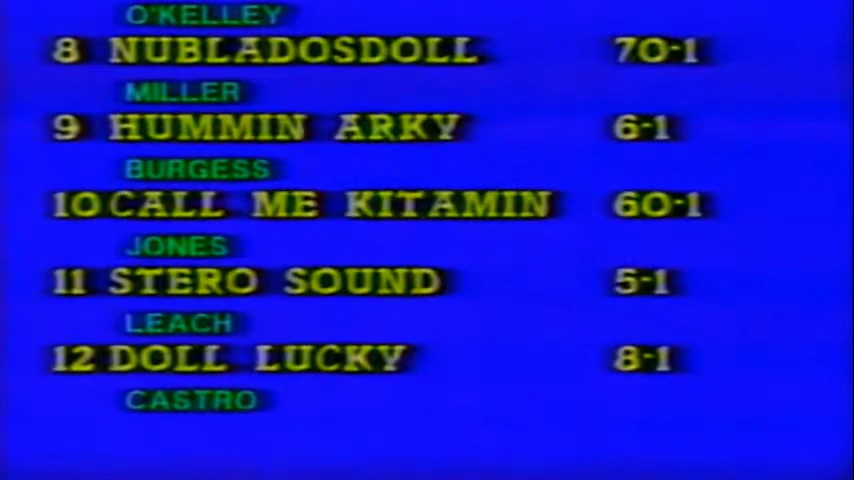 O'KELLEY
8 NUBLADOSDOLL 70-1
MILLER
9 HUMMIN ARKY 6-1
BURGESS
10 CALL ME KITAMIN 60-1
JONES
11 STERO SOUND 5-1
LEACH
12 DOLL LUCKY 8-1
CASTRO